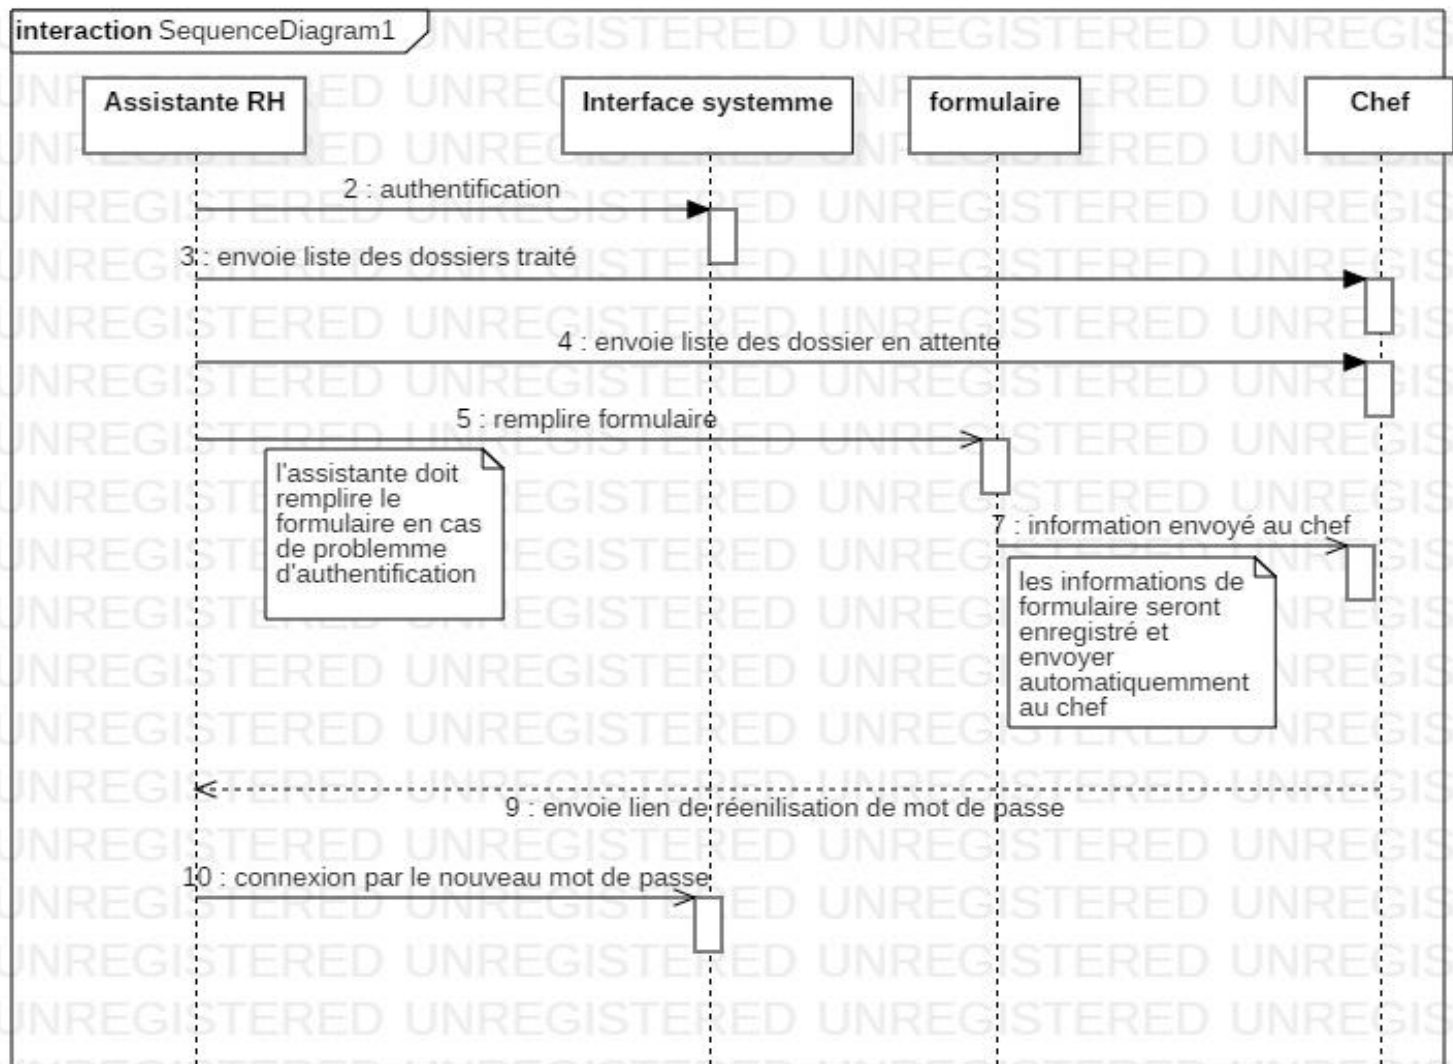 interaction SequenceDiagram1
Assistante RH
Interface systemme
formulaire
Chef
2 : authentification
3 : envoie liste des dossiers traité
4 : envoie liste des dossier en attente
5 : remplire formulaire
l'assistante doit
remplire le
formulaire en cas
de problemme
d'authentification
7 : information envoyé au chef
les informations de
formulaire seront
enregistré et
envoyer
automatiquemment
au chef
9 : envoie lien de réenilisation de mot de passe
10 : connexion par le nouveau mot de passe
UNREGISTERED